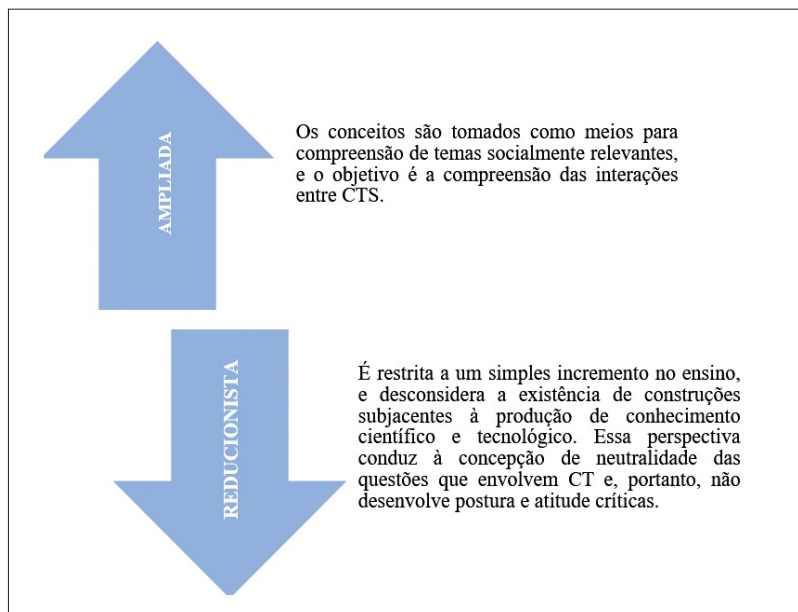 AMPLIADA
Os conceitos são tomados como meios para
compreensão de temas socialmente relevantes,
e o objetivo é a compreensão das interações
entre CTS.
REDUCIONISTA
É restrita a um simples incremento no ensino,
e desconsidera a existência de construções
subjacentes à produção de conhecimento
científico e tecnológico. Essa perspectiva
conduz à concepção de neutralidade das
questões que envolvem CT e, portanto, não
desenvolve postura e atitude críticas.